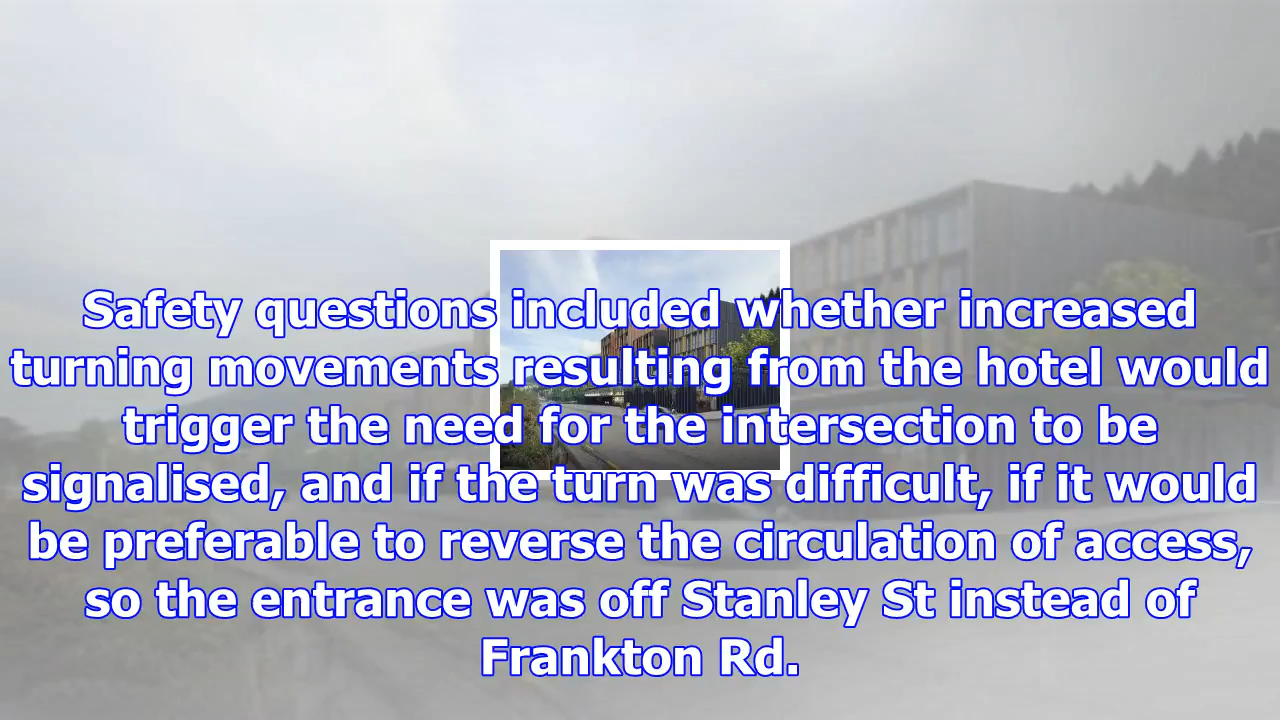 Safety questions included whether increased
turning movements resulting from the hotel would
trigger the need for the intersection to be
signalised, and if the turn was difficult, if it would
be preferable to reverse the circulation of access,
so the entrance was off Stanley St instead of
Frankton Rd.